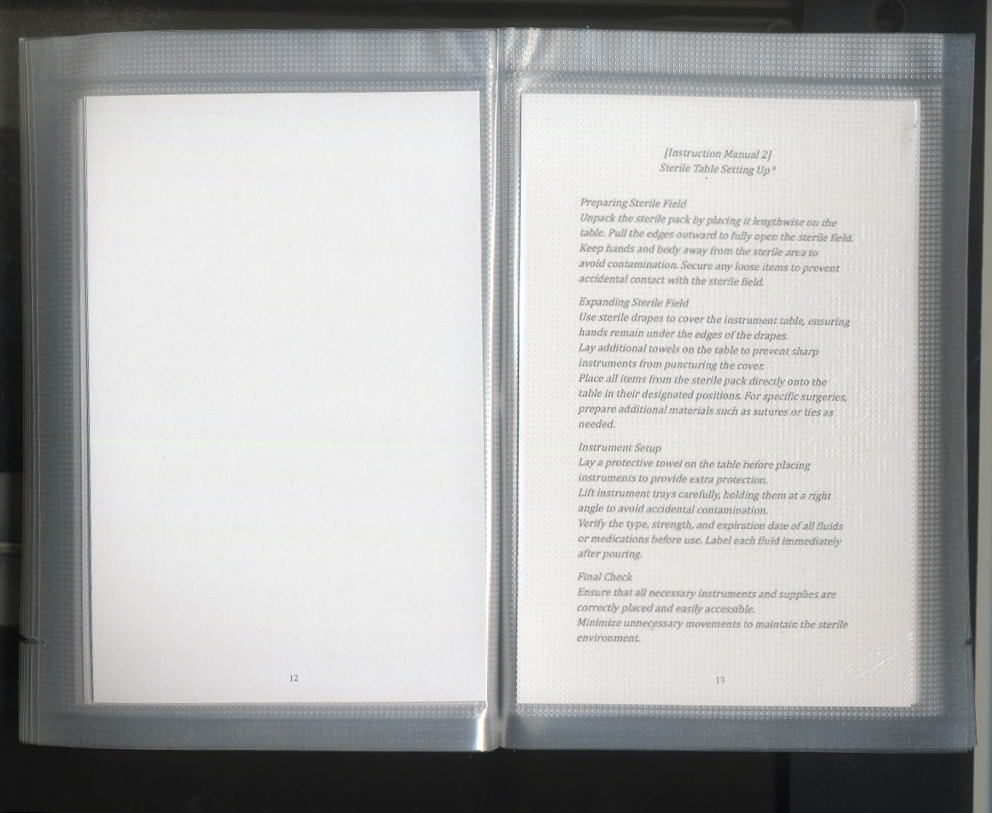 12
[Instruction Manual 2]
Sterile Table Setting Up
Preparing Sterile Field
Unpack the sterile pack by placing it lengthwise on the
table. Pull the edges outward to fully open the sterile field.
Keep hands and body away from the sterile area to
avoid contamination. Secure any loose items to prevent
accidental contact with the sterile field.
Expanding Sterile Field
Use sterile drapes to cover the instrument table, ensuring
hands remain under the edges of the drapes.
Lay additional towels on the table to prevent sharp
instruments from puncturing the cover.
Place all items from the sterile pack directly onto the
table in their designated positions. For specific surgeries,
prepare additional materials such as sutures or ties as
needed.
Instrument Setup
Lay a protective towel on the table before placing
instruments to provide extra protection.
Lift instrument trays carefully, holding them at a right
angle to avoid accidental contamination.
Verify the type, strength, and expiration date of all fluids
or medications before use. Label each fluid immediately
after pouring.
Final Check
Ensure that all necessary instruments and supplies are
correctly placed and easily accessible.
Minimize unnecessary movements to maintain the sterile
environment.
13